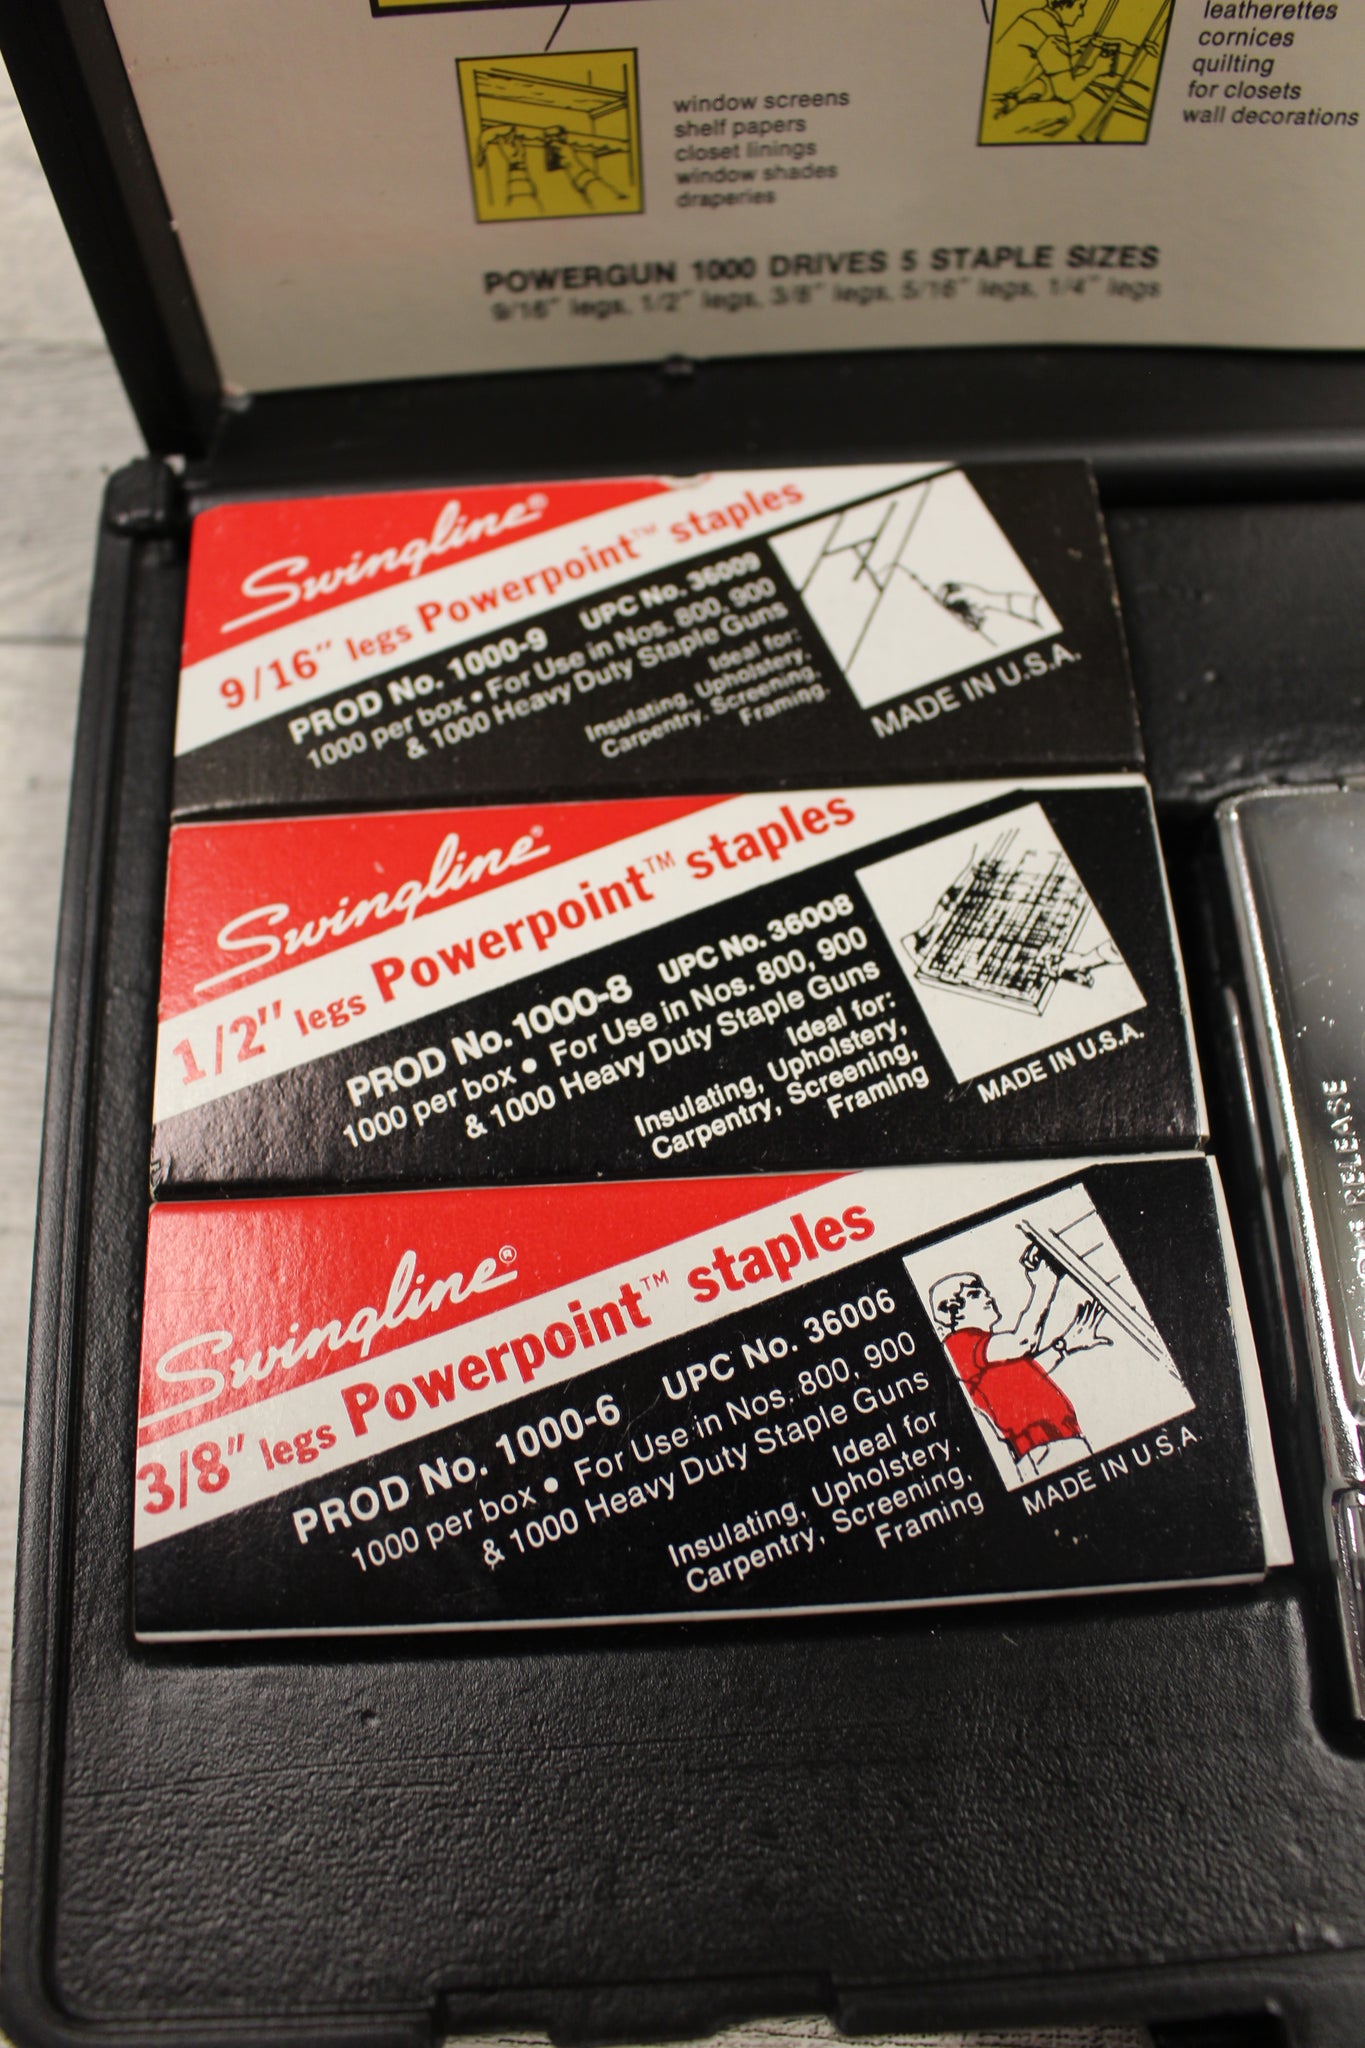 window screens
shelf papers
closet linings
window shades
draperies
leatherettes
cornices
quilting
for closets
wall decorations
POWERGUN 1000 DRIVES 5 STAPLE SIZES
9/16" legs, 1/2" legs, 3/8" legs, 5/16" legs, 1/4" legs
Swingline®
9/16" legs Powerpoint™ staples
PROD No. 1000-9 UPC No. 36009
1000 per box • For Use in Nos. 800, 900
& 1000 Heavy Duty Staple Guns
Ideal for:
Insulating, Upholstery,
Carpentry, Screening,
Framing.
MADE IN U.S.A.
Swingline®
1/2" legs Powerpoint™ staples
PROD No. 1000-8 UPC No. 36008
1000 per box • For Use in Nos. 800, 900
& 1000 Heavy Duty Staple Guns
Ideal for:
Insulating, Upholstery,
Carpentry, Screening,
Framing
MADE IN U.S.A.
Swingline®
3/8" legs Powerpoint™ staples
PROD No. 1000-6 UPC No. 36006
1000 per box • For Use in Nos. 800, 900
& 1000 Heavy Duty Staple Guns
Ideal for
Insulating, Upholstery,
Carpentry, Screening,
Framing
MADE IN U.S.A.
RELEASE